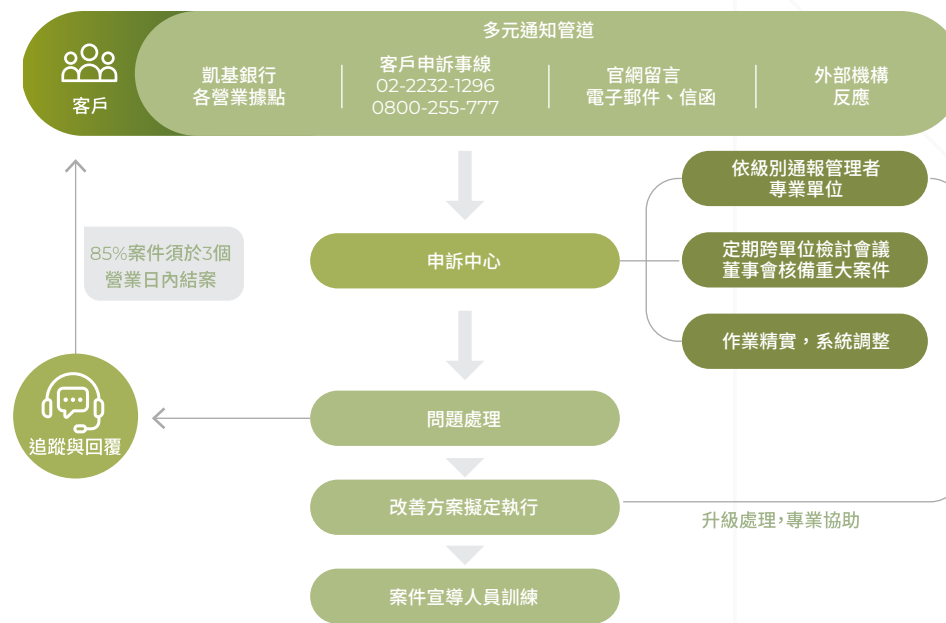 多元通知管道
客戶
凱基銀行
各營業據點
客戶申訴事線
02-2232-1296
0800-255-777
官網留言
電子郵件、信函
外部機構
反應
依級別通報管理者
專業單位
85%案件須於3個
營業日內結案
申訴中心
定期跨單位檢討會議
董事會核備重大案件
作業精實，系統調整
問題處理
追蹤與回覆
改善方案擬定執行
升級處理，專業協助
案件宣導人員訓練